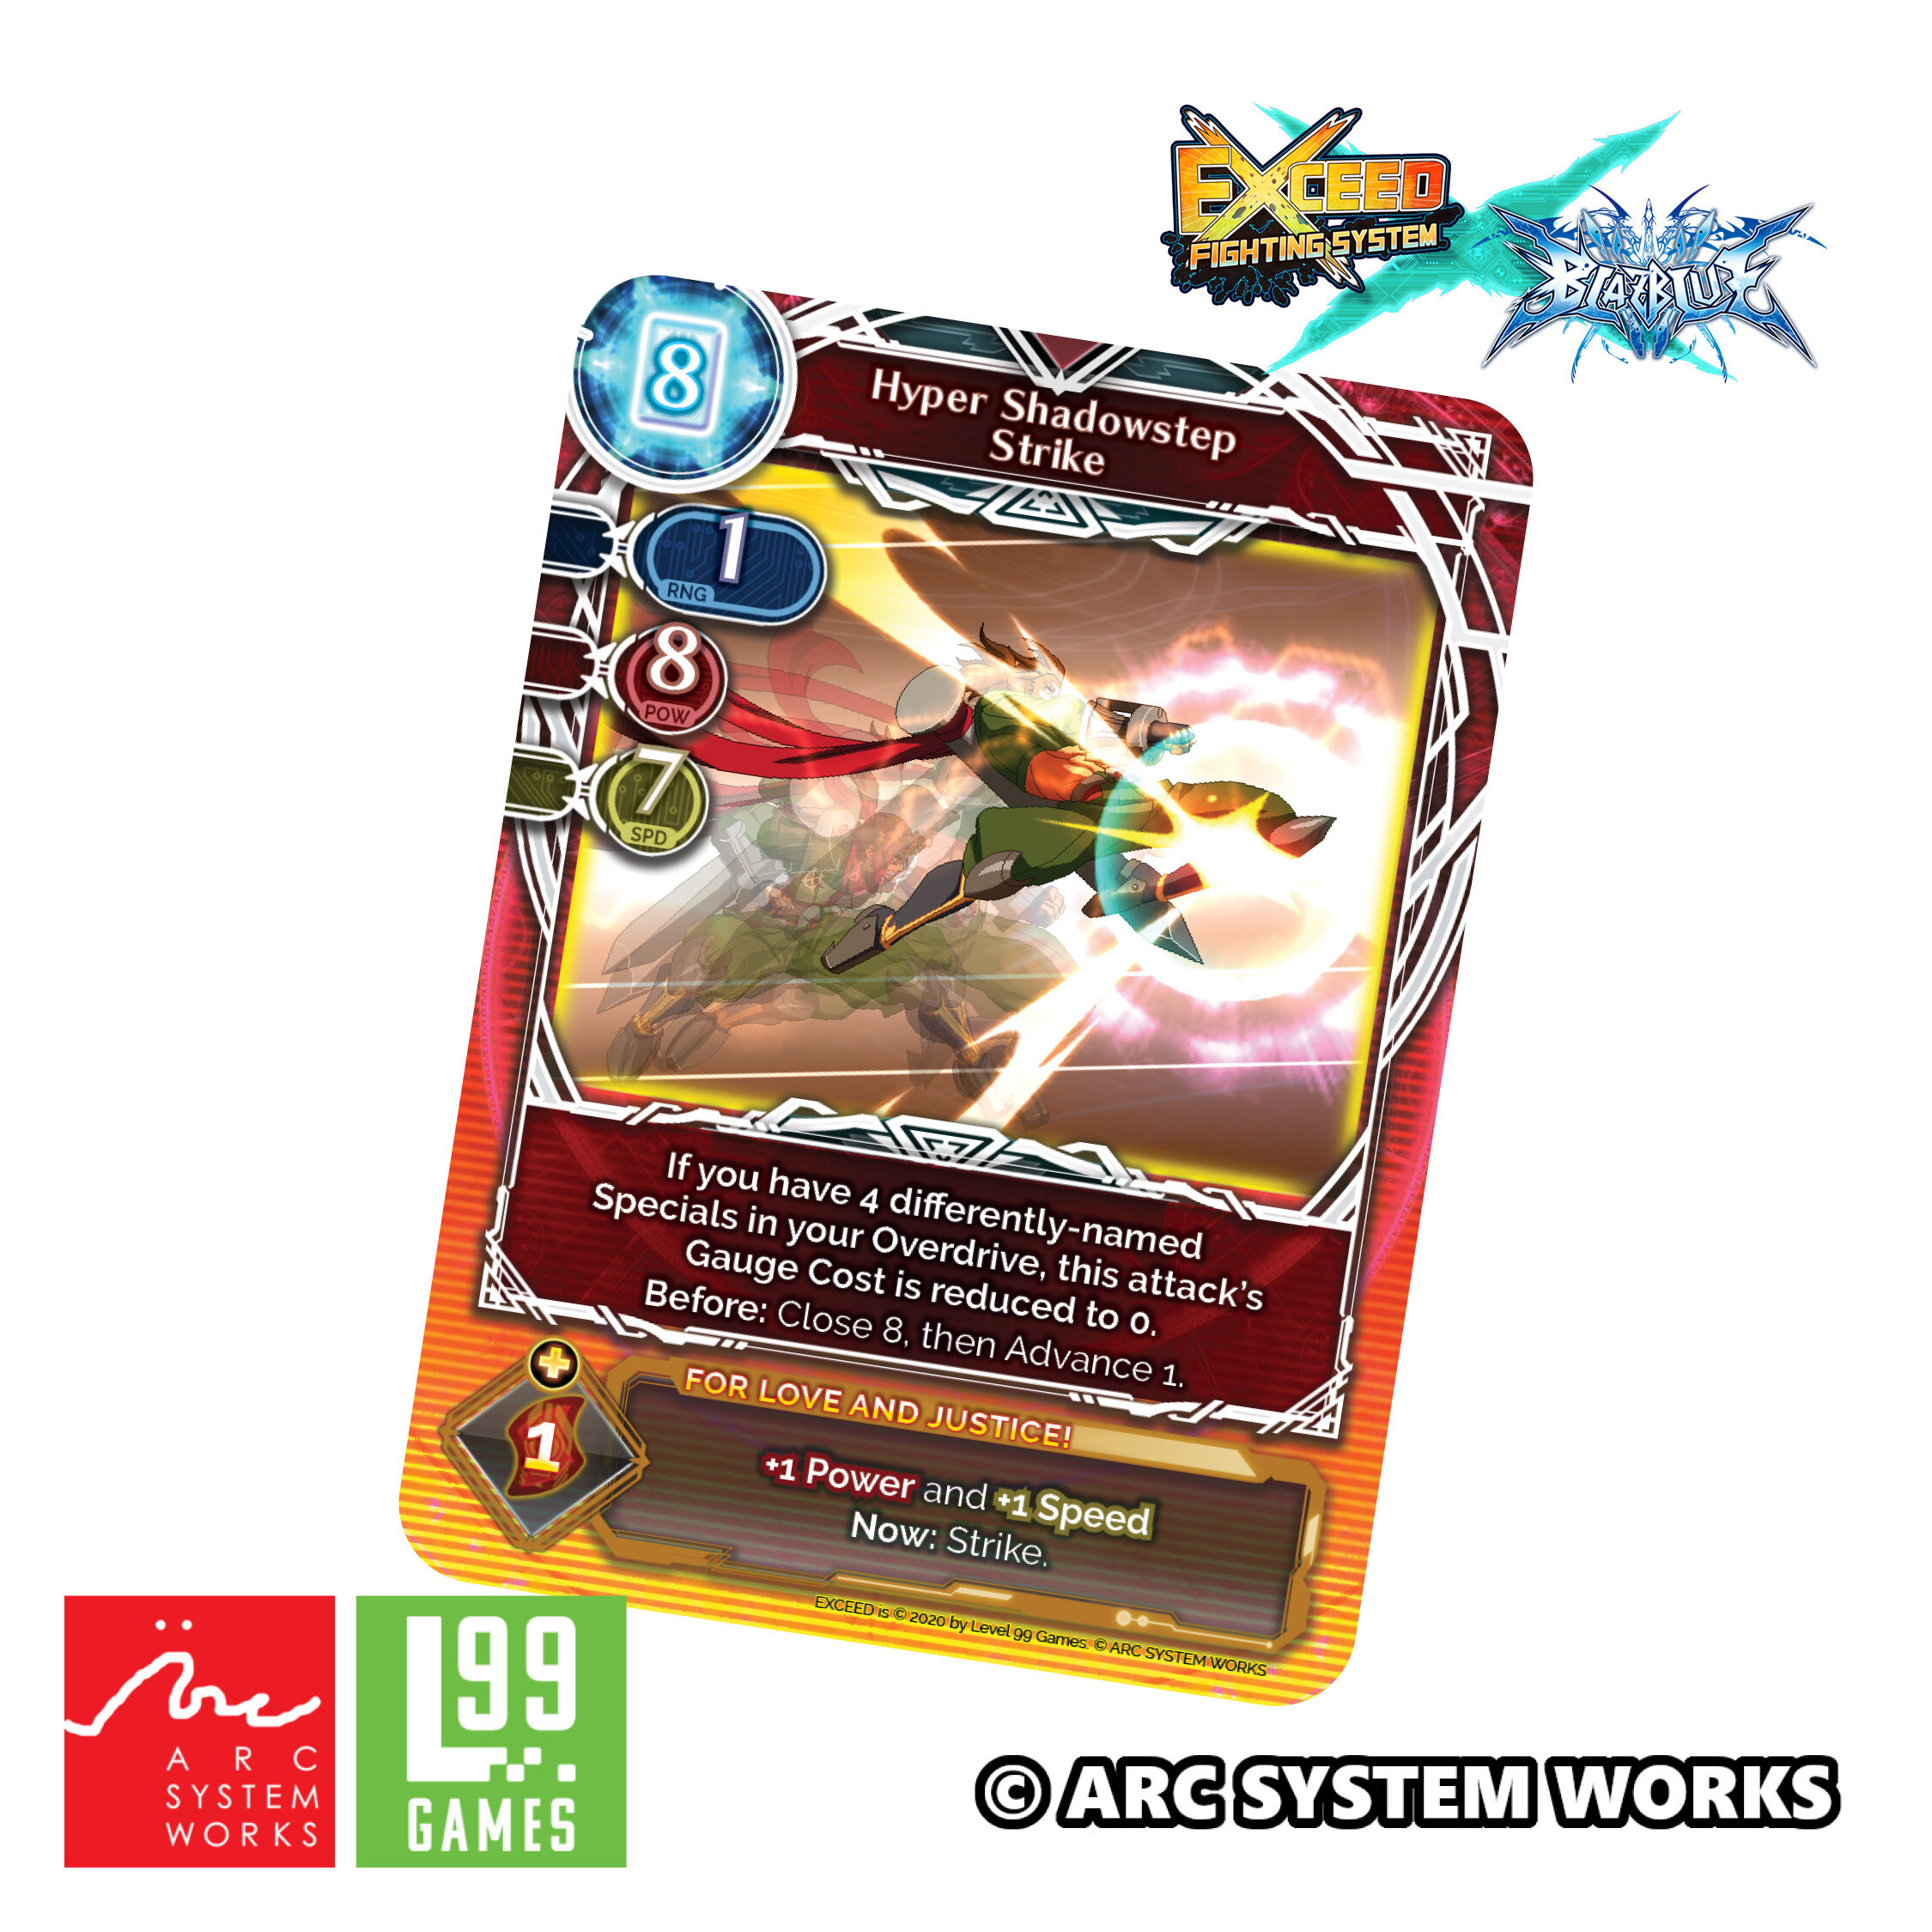 EXCEED
FIGHTING SYSTEM
BLAZBLUE
8
Hyper Shadowstep
Strike
1
RNG
8
POW
7
SPD
If you have 4 differently-named
Specials in your Overdrive, this attack's
Gauge Cost is reduced to 0.
Before: Close 8, then Advance 1.
+
1
FOR LOVE AND JUSTICE!
+1 Power and +1 Speed
Now: Strike.
EXCEED is © 2020 by Level 99 Games. © ARC SYSTEM WORKS
Arc
ARC
SYSTEM
WORKS
L99
GAMES
© ARC SYSTEM WORKS